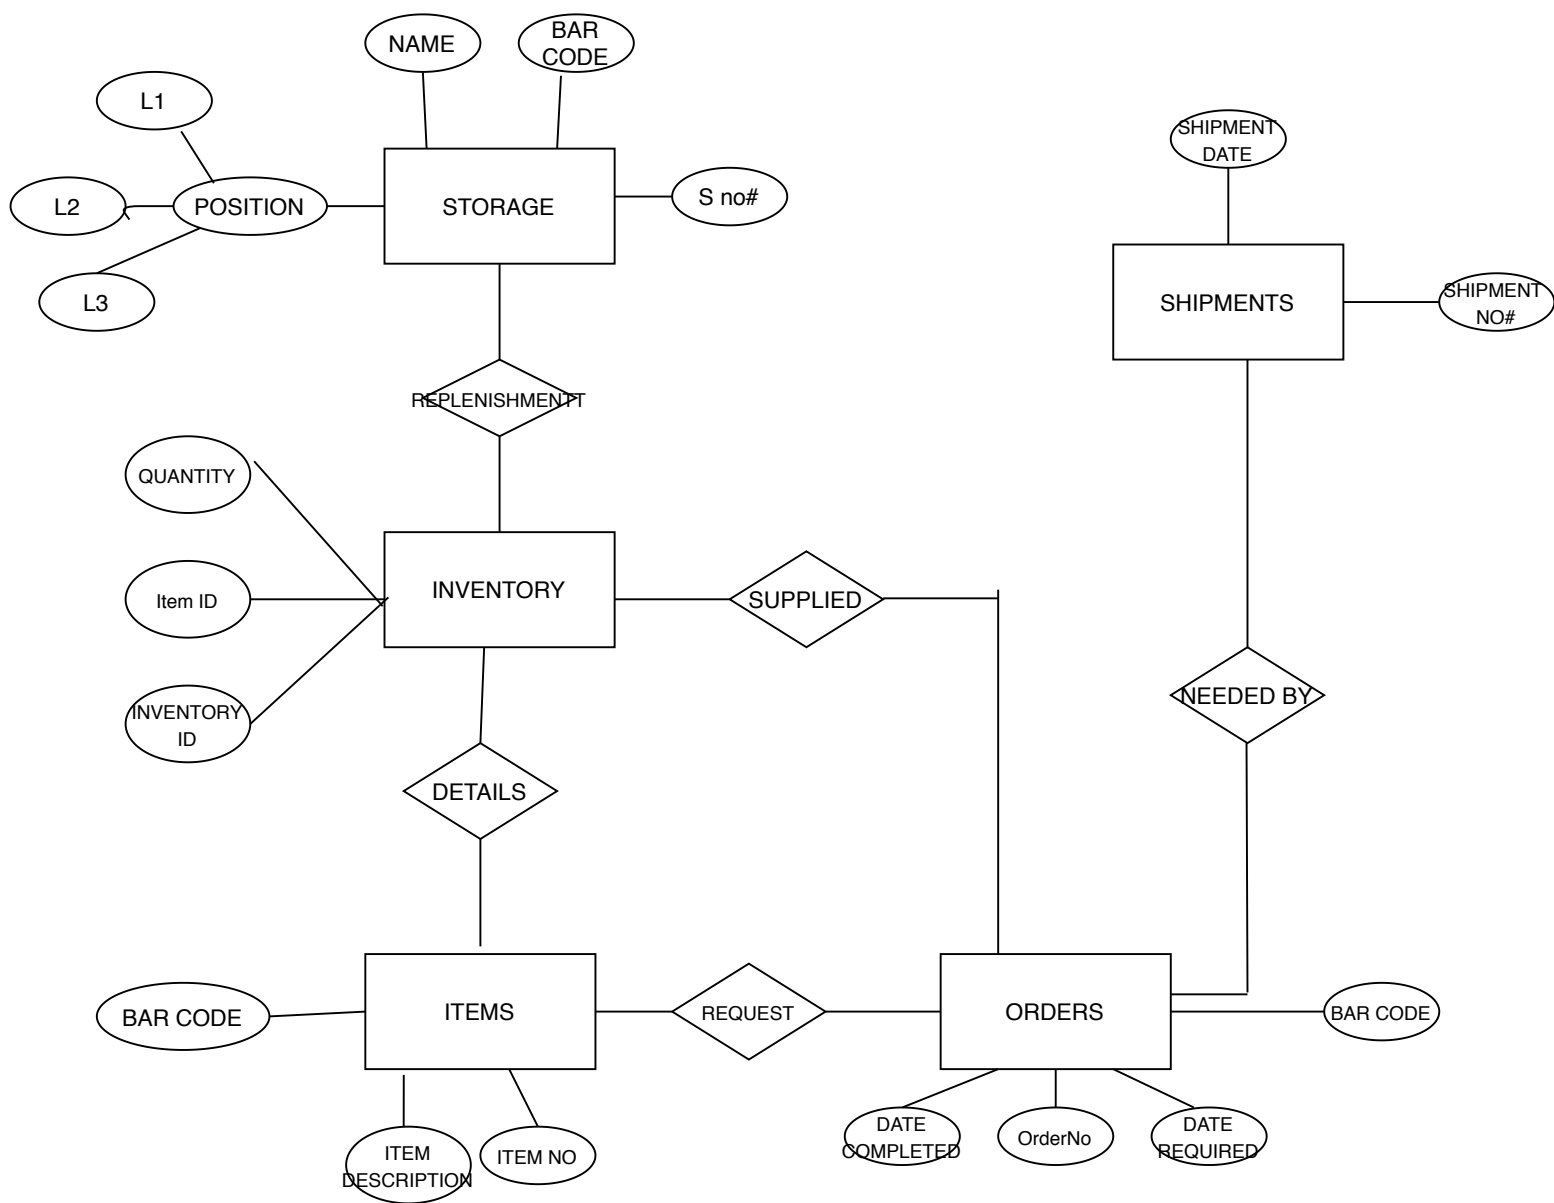 NAME
BAR
CODE
L1
SHIPMENT
DATE
L2
POSITION
STORAGE
S no#
L3
SHIPMENTS
SHIPMENT
NO#
REPLENISHMENTT
QUANTITY
INVENTORY
SUPPLIED
Item ID
INVENTORY
ID
NEEDED BY
DETAILS
BAR CODE
ITEMS
REQUEST
ORDERS
BAR CODE
ITEM
DESCRIPTION
ITEM NO
DATE
COMPLETED
OrderNo
DATE
REQUIRED